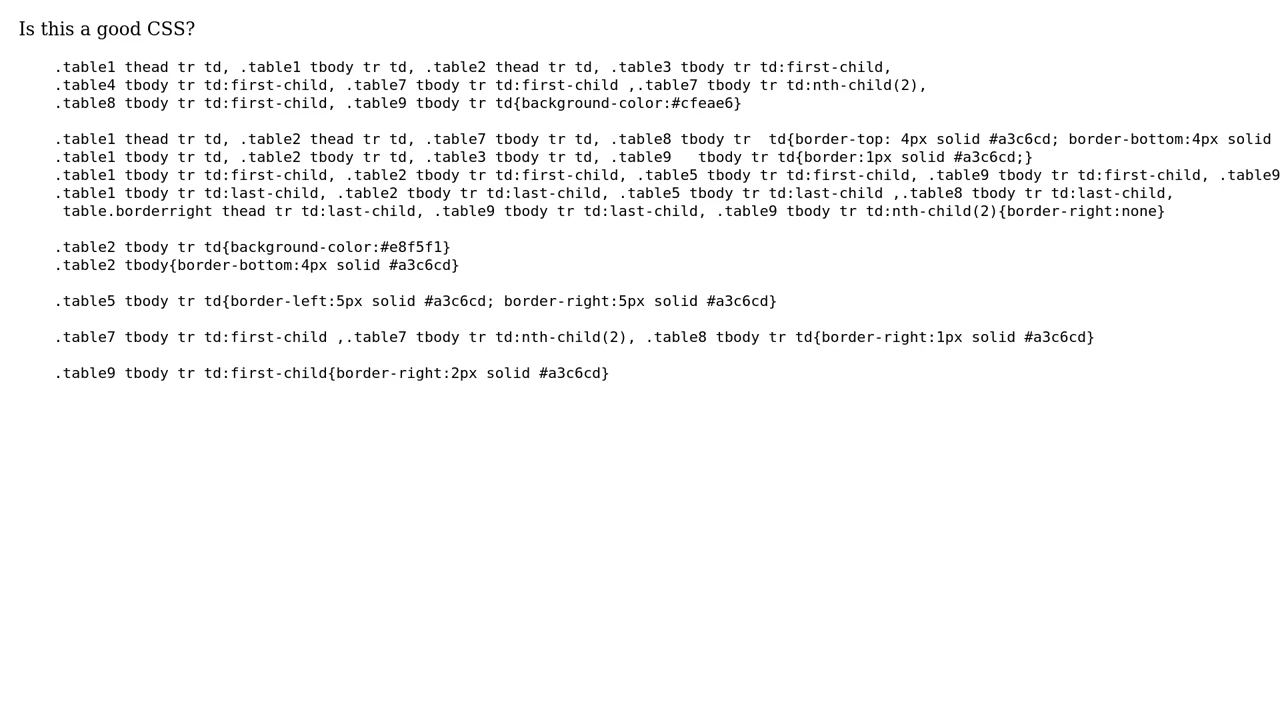 Is this a good CSS?
.table1 thead tr td, .table1 tbody tr td, .table2 thead tr td, .table3 tbody tr td:first-child,
.table4 tbody tr td:first-child, .table7 tbody tr td:first-child ,.table7 tbody tr td:nth-child(2),
.table8 tbody tr td:first-child, .table9 tbody tr td{background-color:#cfeae6}
.table1 thead tr td, .table2 thead tr td, .table7 tbody tr td, .table8 tbody tr  td{border-top: 4px solid #a3c6cd; border-bottom:4px solid
.table1 tbody tr td, .table2 tbody tr td, .table3 tbody tr td, .table9   tbody tr td{border:1px solid #a3c6cd;}
.table1 tbody tr td:first-child, .table2 tbody tr td:first-child, .table5 tbody tr td:first-child, .table9 tbody tr td:first-child, .table9
.table1 tbody tr td:last-child, .table2 tbody tr td:last-child, .table5 tbody tr td:last-child ,.table8 tbody tr td:last-child,
table.borderright thead tr td:last-child, .table9 tbody tr td:last-child, .table9 tbody tr td:nth-child(2){border-right:none}
.table2 tbody tr td{background-color:#e8f5f1}
.table2 tbody{border-bottom:4px solid #a3c6cd}
.table5 tbody tr td{border-left:5px solid #a3c6cd; border-right:5px solid #a3c6cd}
.table7 tbody tr td:first-child ,.table7 tbody tr td:nth-child(2), .table8 tbody tr td{border-right:1px solid #a3c6cd}
.table9 tbody tr td:first-child{border-right:2px solid #a3c6cd}